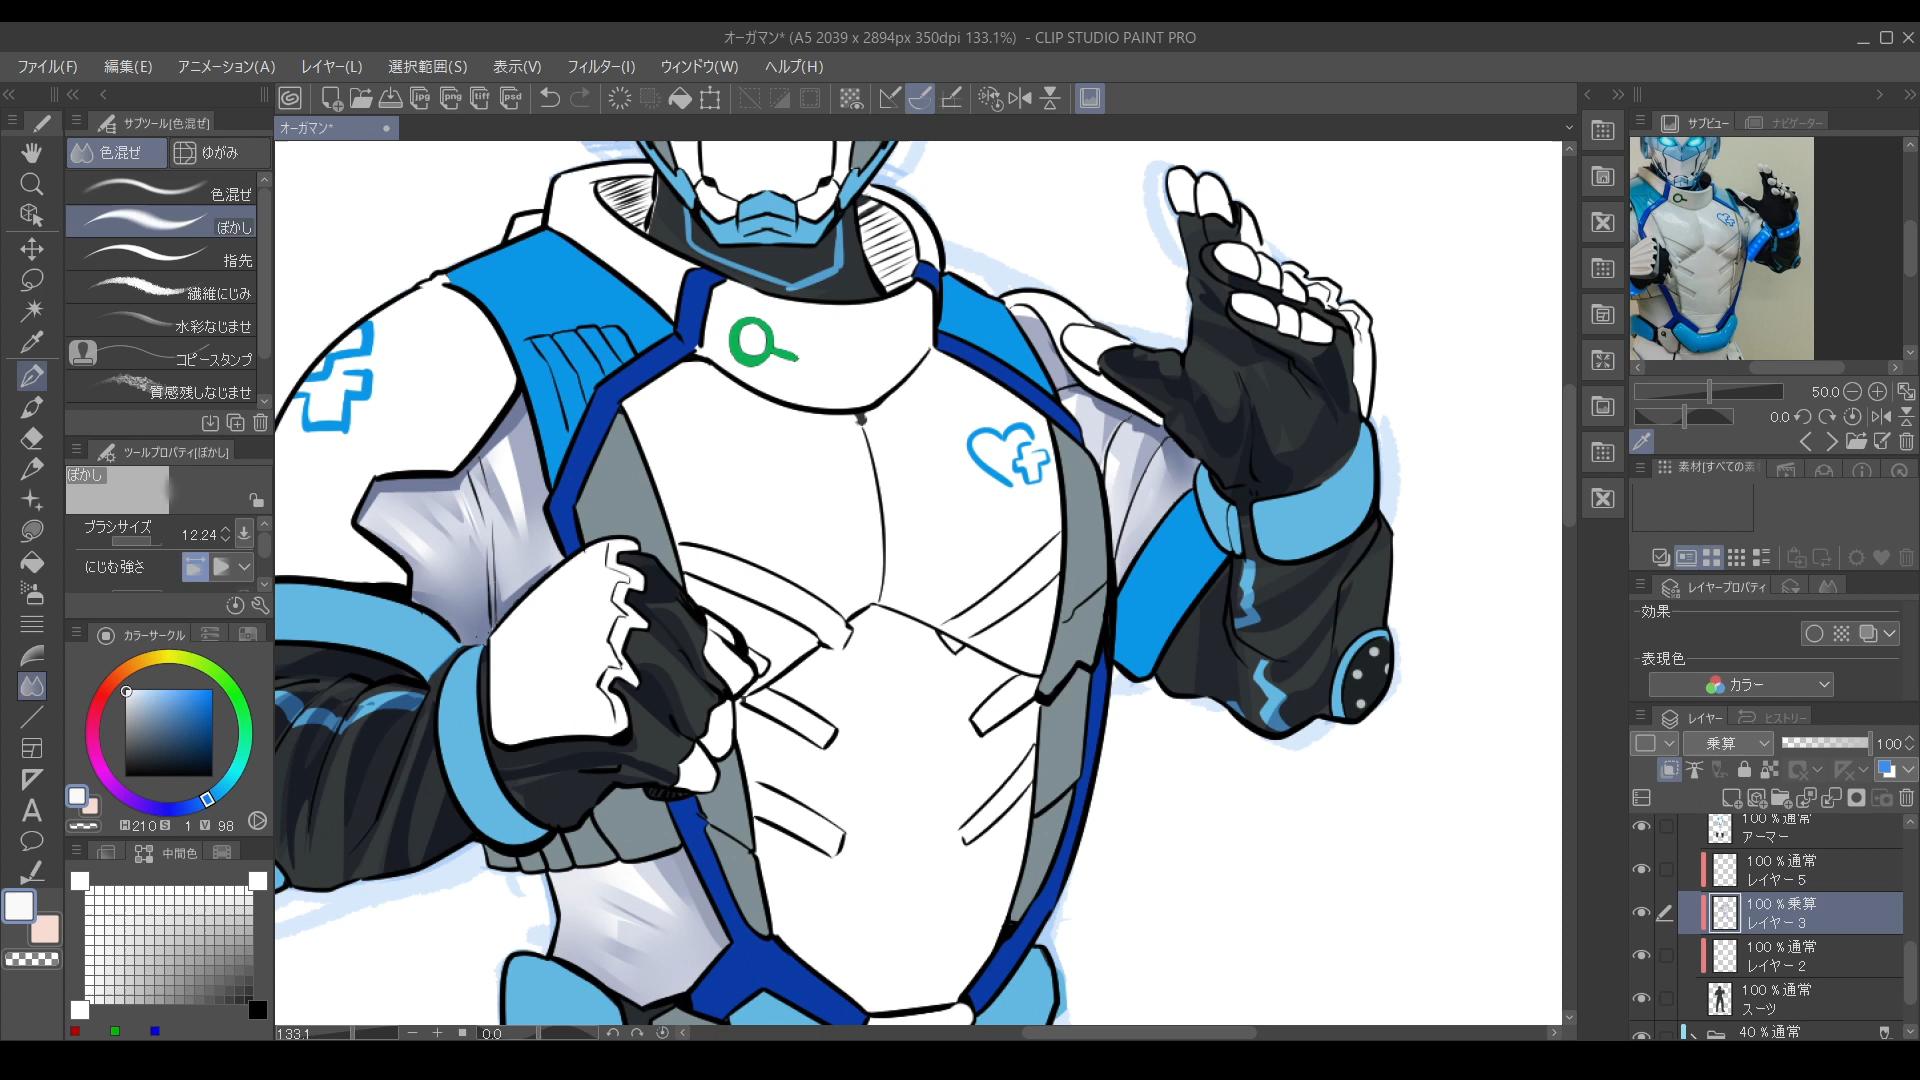 オーガマン* (A5 2039 x 2894px 350dpi 133.1%) - CLIP STUDIO PAINT PRO
ファイル(F) 編集(E) アニメーション(A) レイヤー(L) 選択範囲(S) 表示(V) フィルター(I) ウィンドウ(W) ヘルプ(H)
jpg png tiff psd
オーガマン*
サブツール[色混ぜ]
色混ぜ ゆがみ
色混ぜ
ぼかし
指先
繊維にじみ
水彩なじませ
コピースタンプ
質感残しなじませ
ツールプロパティ[ぼかし]
ぼかし
ブラシサイズ 12.24
にじむ強さ
カラーサークル
H 210 S 1 V 98
中間色
133.1 0.0
サブビュー ナビゲーター
50.0
0.0
素材[すべての素
レイヤープロパティ
効果
表現色
カラー
レイヤー ヒストリー
乗算 100
100 % 通常
アーマー
100 % 通常
レイヤー 5
100 % 乗算
レイヤー 3
100 % 通常
レイヤー 2
100 % 通常
スーツ
40 % 通常